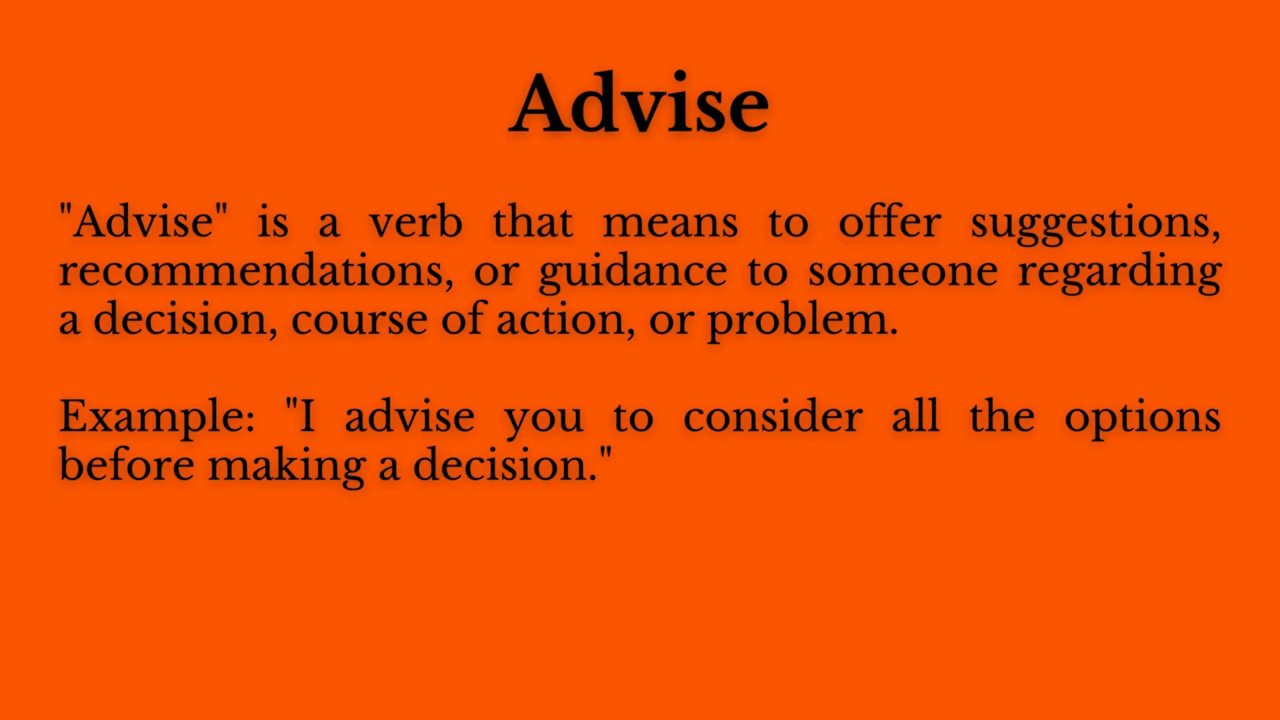 Advise
"Advise" is a verb that means to offer suggestions,
recommendations, or guidance to someone regarding
a decision, course of action, or problem.
Example: "I advise you to consider all the options
before making a decision."